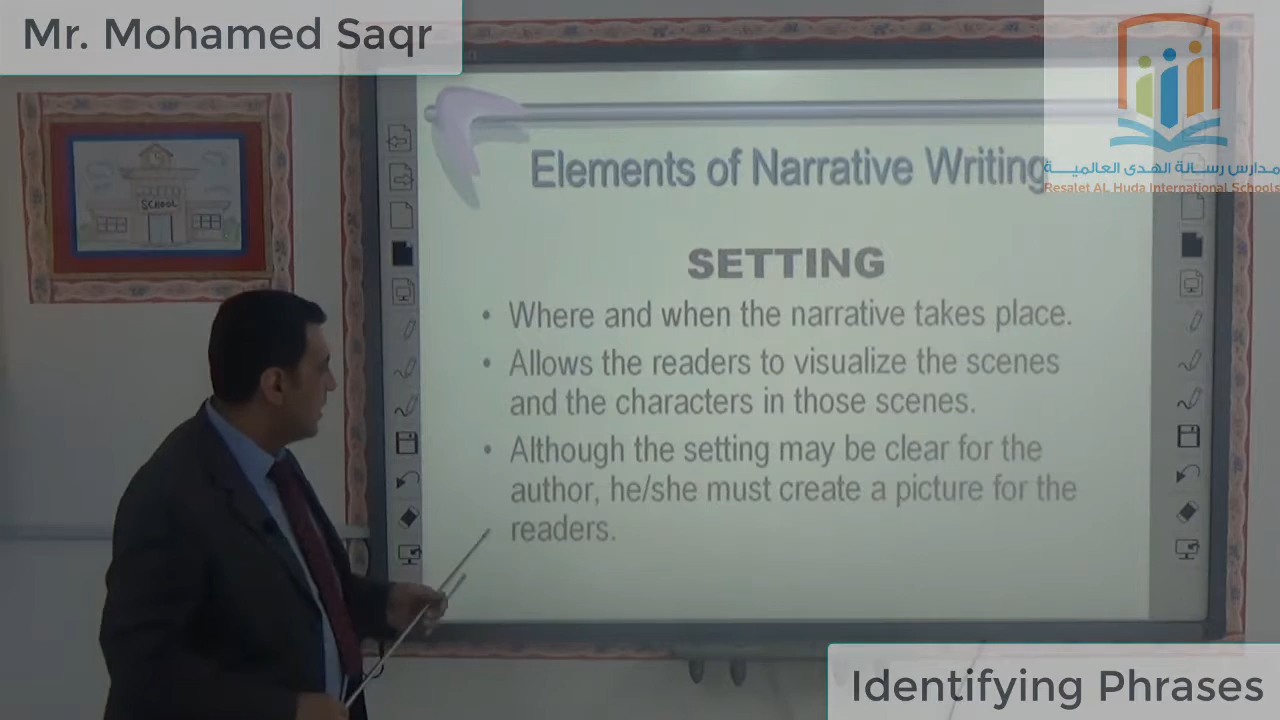 Mr. Mohamed Saqr
مدارس رسالة الهدى العالمية
Resalet AL Huda International Schools
SCHOOL
Elements of Narrative Writing
SETTING
• Where and when the narrative takes place.
• Allows the readers to visualize the scenes
and the characters in those scenes.
• Although the setting may be clear for the
author, he/she must create a picture for the
readers.
Identifying Phrases